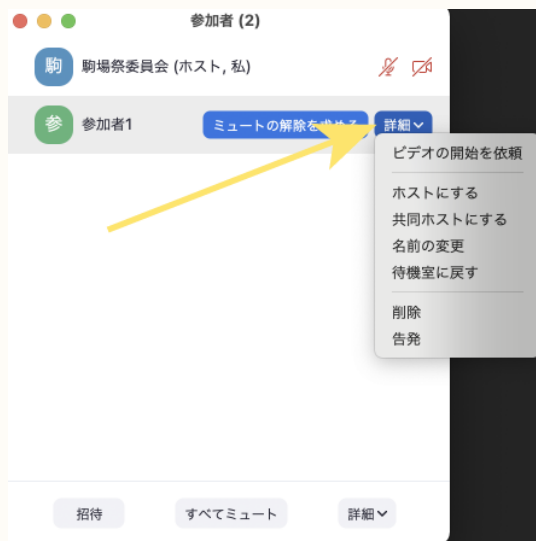 参加者 (2)
駒 駒場祭委員会 (ホスト, 私)
参 参加者1 ミュートの解除を求める 詳細
ビデオの開始を依頼
ホストにする
共同ホストにする
名前の変更
待機室に戻す
削除
告発
招待 すべてミュート 詳細